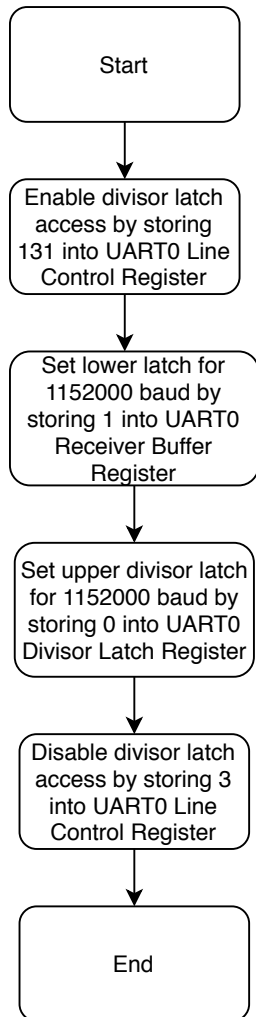 Start
Enable divisor latch
access by storing
131 into UART0 Line
Control Register
Set lower latch for
1152000 baud by
storing 1 into UART0
Receiver Buffer
Register
Set upper divisor latch
for 1152000 baud by
storing 0 into UART0
Divisor Latch Register
Disable divisor latch
access by storing 3
into UART0 Line
Control Register
End